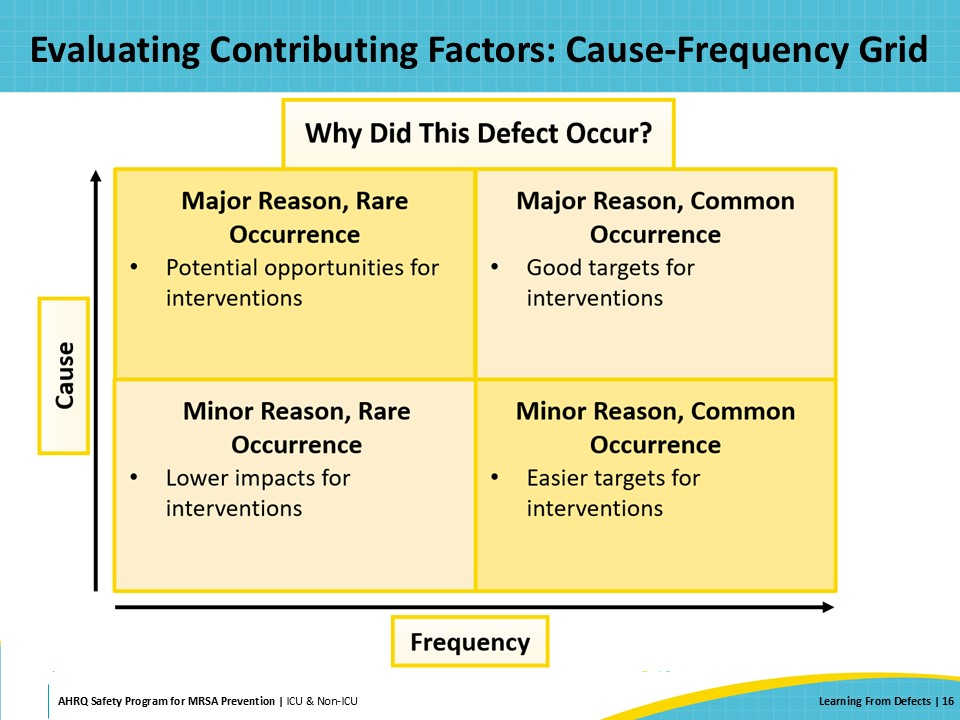 Evaluating Contributing Factors: Cause-Frequency Grid
Why Did This Defect Occur?
Major Reason, Rare
Occurrence
• Potential opportunities for
interventions
Major Reason, Common
Occurrence
• Good targets for
interventions
Cause
Minor Reason, Rare
Occurrence
• Lower impacts for
interventions
Minor Reason, Common
Occurrence
• Easier targets for
interventions
Frequency
AHRQ Safety Program for MRSA Prevention | ICU & Non-ICU
Learning From Defects | 16